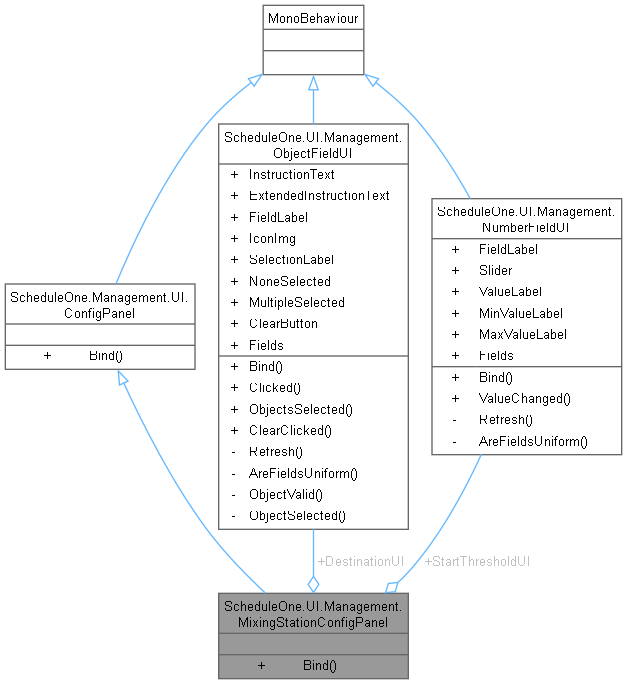 MonoBehaviour
ScheduleOne.UI.Management.
ObjectFieldUI
+ InstructionText
+ ExtendedInstructionText
+ FieldLabel
+ IconImg
+ SelectionLabel
+ NoneSelected
+ MultipleSelected
+ ClearButton
+ Fields
+ Bind()
+ Clicked()
+ ObjectsSelected()
+ ClearClicked()
- Refresh()
- AreFieldsUniform()
- ObjectValid()
- ObjectSelected()
ScheduleOne.UI.Management.
NumberFieldUI
+ FieldLabel
+ Slider
+ ValueLabel
+ MinValueLabel
+ MaxValueLabel
+ Fields
+ Bind()
+ ValueChanged()
- Refresh()
- AreFieldsUniform()
ScheduleOne.Management.UI.
ConfigPanel
+ Bind()
+DestinationUI
+StartThresholdUI
ScheduleOne.UI.Management.
MixingStationConfigPanel
+ Bind()